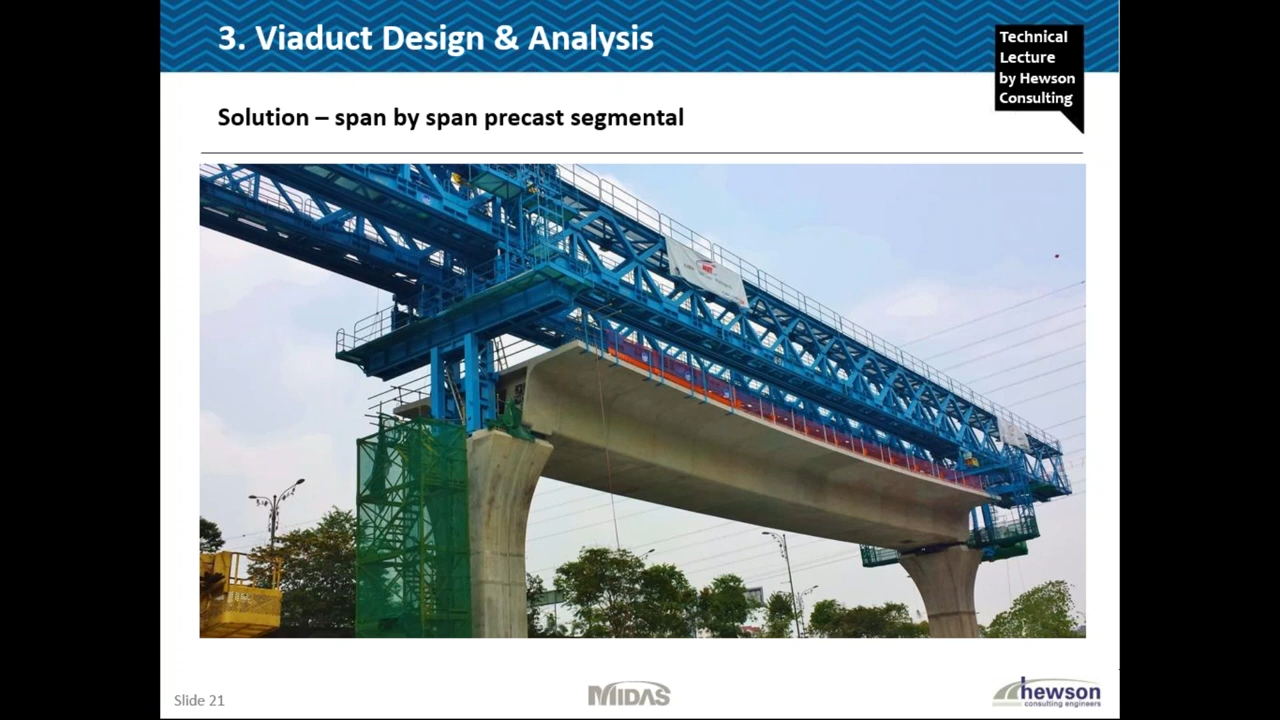 3. Viaduct Design & Analysis
Technical
Lecture
by Hewson
Consulting
Solution – span by span precast segmental
Slide 21
MIDAS
hewson
consulting engineers